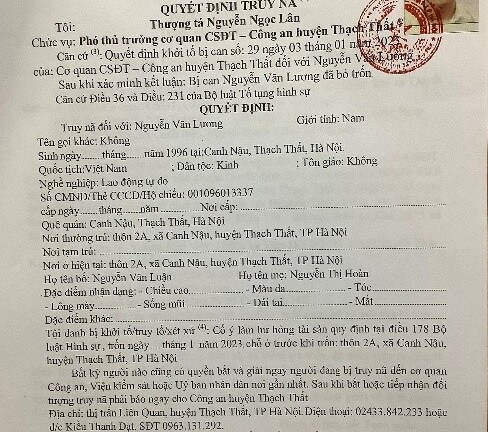 QUYẾT ĐỊNH TRUY NÃ
Tôi: Thượng tá Nguyễn Ngọc Lân
Chức vụ: Phó thủ trưởng cơ quan CSĐT – Công an huyện Thạch Thất
Căn cứ (3): Quyết định khởi tố bị can số: 29 ngày 03 tháng 01 năm 2023
của: Cơ quan CSĐT – Công an huyện Thạch Thất đối với Nguyễn Văn Lương
Sau khi xác minh kết luận: Bị can Nguyễn Văn Lương đã bỏ trốn
Căn cứ Điều 36 và Điều: 231 của Bộ luật Tố tụng hình sự
QUYẾT ĐỊNH:
Truy nã đối với: Nguyễn Văn Lương Giới tính: Nam
Tên gọi khác: Không
Sinh ngày...... tháng...... năm 1996 tại:Canh Nậu, Thạch Thất, Hà Nội
Quốc tịch:Việt Nam ; Dân tộc: Kinh ; Tôn giáo: Không
Nghề nghiệp: Lao động tự do
Số CMND/Thẻ CCCD/Hộ chiếu: 001096013337
cấp ngày......tháng......năm............ Nơi cấp:
Quê quán: Canh Nậu, Thạch Thất, Hà Nội
Nơi thường trú: thôn 2A, xã Canh Nậu, huyện Thạch Thất, TP Hà Nội
Nơi tạm trú:
Nơi ở hiện tại: thôn 2A, xã Canh Nậu, huyện Thạch Thất, TP Hà Nội
Họ tên bố: Nguyễn Văn Luận Họ tên mẹ: Nguyễn Thị Hoàn
Đặc điểm nhận dạng: - Chiều cao............ - Màu da............ - Tóc............
- Lông mày............ - Sống mũi............ - Dái tai............ - Mắt............
Đặc điểm khác:
Tội danh bị khởi tố/truy tố/xét xử (4)- Cố ý làm hư hỏng tài sản quy định tại điều 178 Bộ
luật Hình sự, trốn ngày tháng 1 năm 2023, chỗ ở trước khi trốn: thôn 2A, xã Canh Nậu,
huyện Thạch Thất, TP Hà Nội
Bất kỳ người nào cũng có quyền bắt và giải ngay người đang bị truy nã đến cơ quan
Công an, Viện kiểm sát hoặc Uỷ ban nhân dân nơi gần nhất. Sau khi bắt hoặc tiếp nhận đối
tượng truy nã phải báo ngay cho Công an huyện Thạch Thất
Địa chỉ: thị trấn Liên Quan, huyện Thạch Thất, TP Hà Nội. Điện thoại: 02433.842.233 hoặc
đ/c Kiều Thanh Đạt, SĐT 0963.131.292.